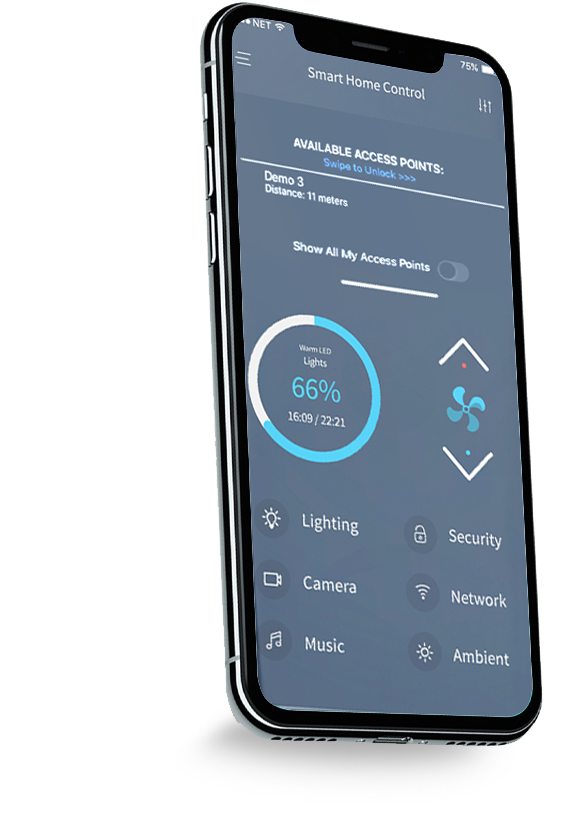 NET
75%
Smart Home Control
AVAILABLE ACCESS POINTS:
Swipe to Unlock >>>
Demo 3
Distance: 11 meters
Show All My Access Points
Warm LED
Lights
66%
16:09 / 22:21
Lighting
Security
Camera
Network
Music
Ambient